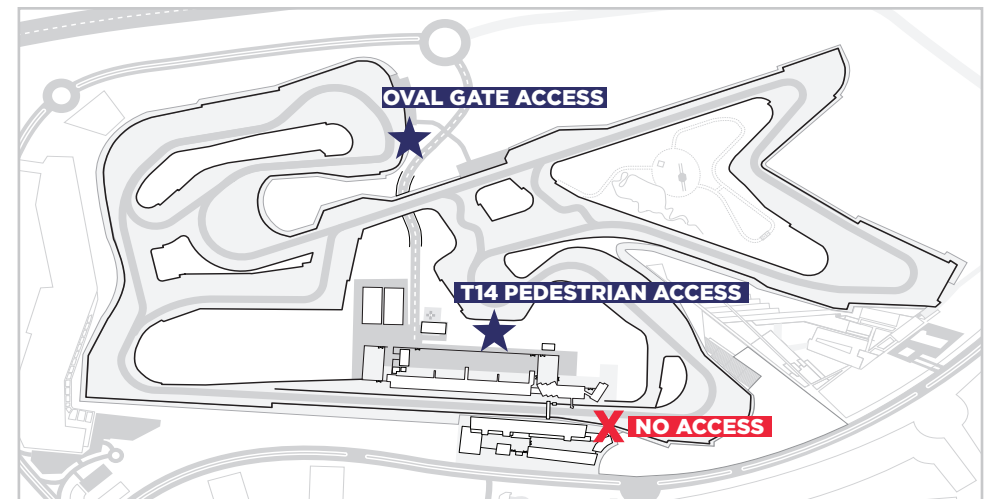 OVAL GATE ACCESS
T14 PEDESTRIAN ACCESS
X NO ACCESS